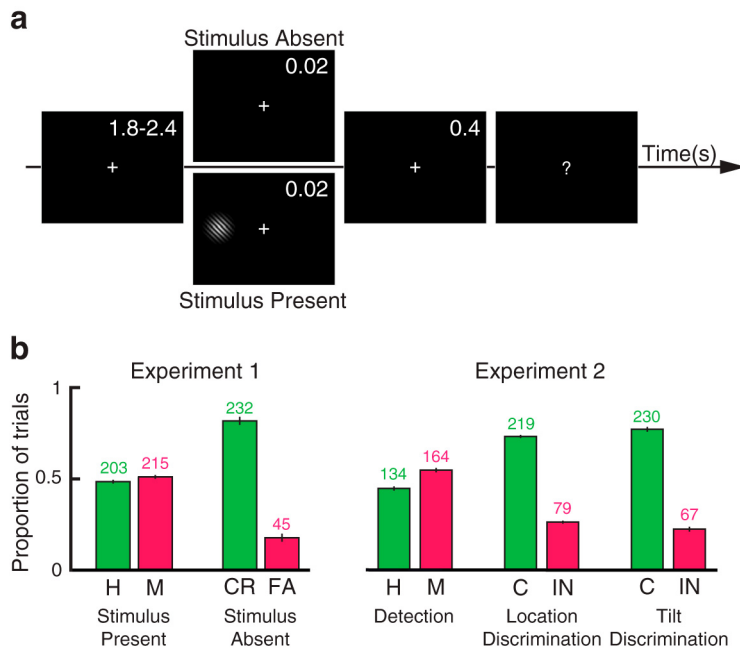 a
Stimulus Absent
0.02
1.8-2.4
0.4
?
Time(s)
0.02
Stimulus Present
b
Experiment 1
Experiment 2
Proportion of trials
1
0.5
0
203
215
232
45
134
164
219
79
230
67
H M CR FA
H M C IN C IN
Stimulus Present
Stimulus Absent
Detection
Location Discrimination
Tilt Discrimination